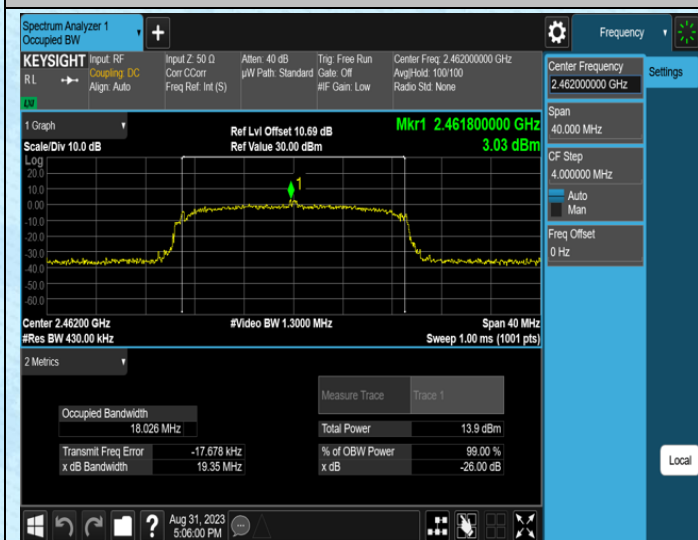 Spectrum Analyzer 1
Occupied BW
+
Frequency
KEYSIGHT
R L
LXI
Input: RF
Coupling: DC
Align: Auto
Input Z: 50 Ω
Corr CCorr
Freq Ref: Int (S)
Atten: 40 dB
µW Path: Standard
Trig: Free Run
Gate: Off
#IF Gain: Low
Center Freq: 2.462000000 GHz
Avg|Hold: 100/100
Radio Std: None
Center Frequency
2.462000000 GHz
Settings
Span
40.000 MHz
CF Step
4.000000 MHz
Auto
Man
Freq Offset
0 Hz
Local
1 Graph
Scale/Div 10.0 dB
Ref Lvl Offset 10.69 dB
Ref Value 30.00 dBm
Mkr1 2.461800000 GHz
3.03 dBm
Log
20.0
10.0
0.00
-10.0
-20.0
-30.0
-40.0
-50.0
-60.0
1
Center 2.46200 GHz
#Res BW 430.00 kHz
#Video BW 1.3000 MHz
Span 40 MHz
Sweep 1.00 ms (1001 pts)
2 Metrics
Measure Trace
Trace 1
Occupied Bandwidth
18.026 MHz
Total Power
13.9 dBm
Transmit Freq Error
-17.678 kHz
% of OBW Power
99.00 %
x dB Bandwidth
19.35 MHz
x dB
-26.00 dB
?
Aug 31, 2023
5:06:00 PM